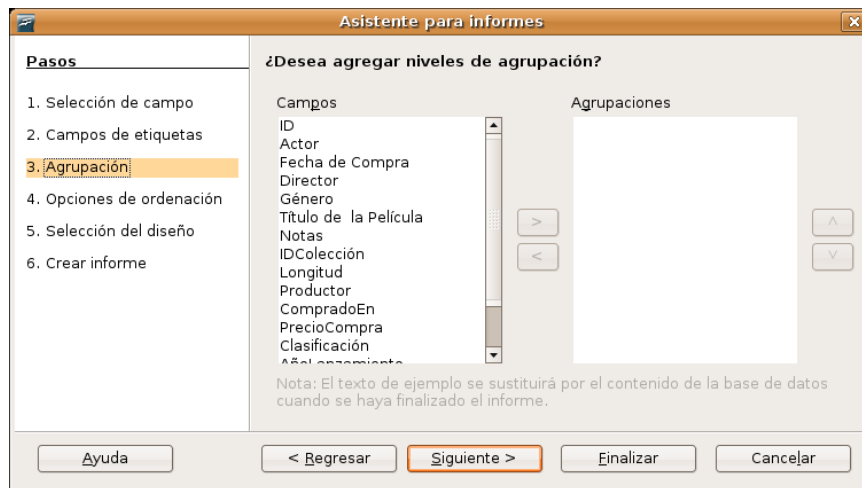 Asistente para informes
Pasos
1. Selección de campo
2. Campos de etiquetas
3. Agrupación
4. Opciones de ordenación
5. Selección del diseño
6. Crear informe
¿Desea agregar niveles de agrupación?
Campos
ID
Actor
Fecha de Compra
Director
Género
Título de la Película
Notas
IDColección
Longitud
Productor
CompradoEn
PrecioCompra
Clasificación
AñoLanzamiento
>
<
Agrupaciones
^
v
Nota: El texto de ejemplo se sustituirá por el contenido de la base de datos
cuando se haya finalizado el informe.
Ayuda
< Regresar
Siguiente >
Finalizar
Cancelar